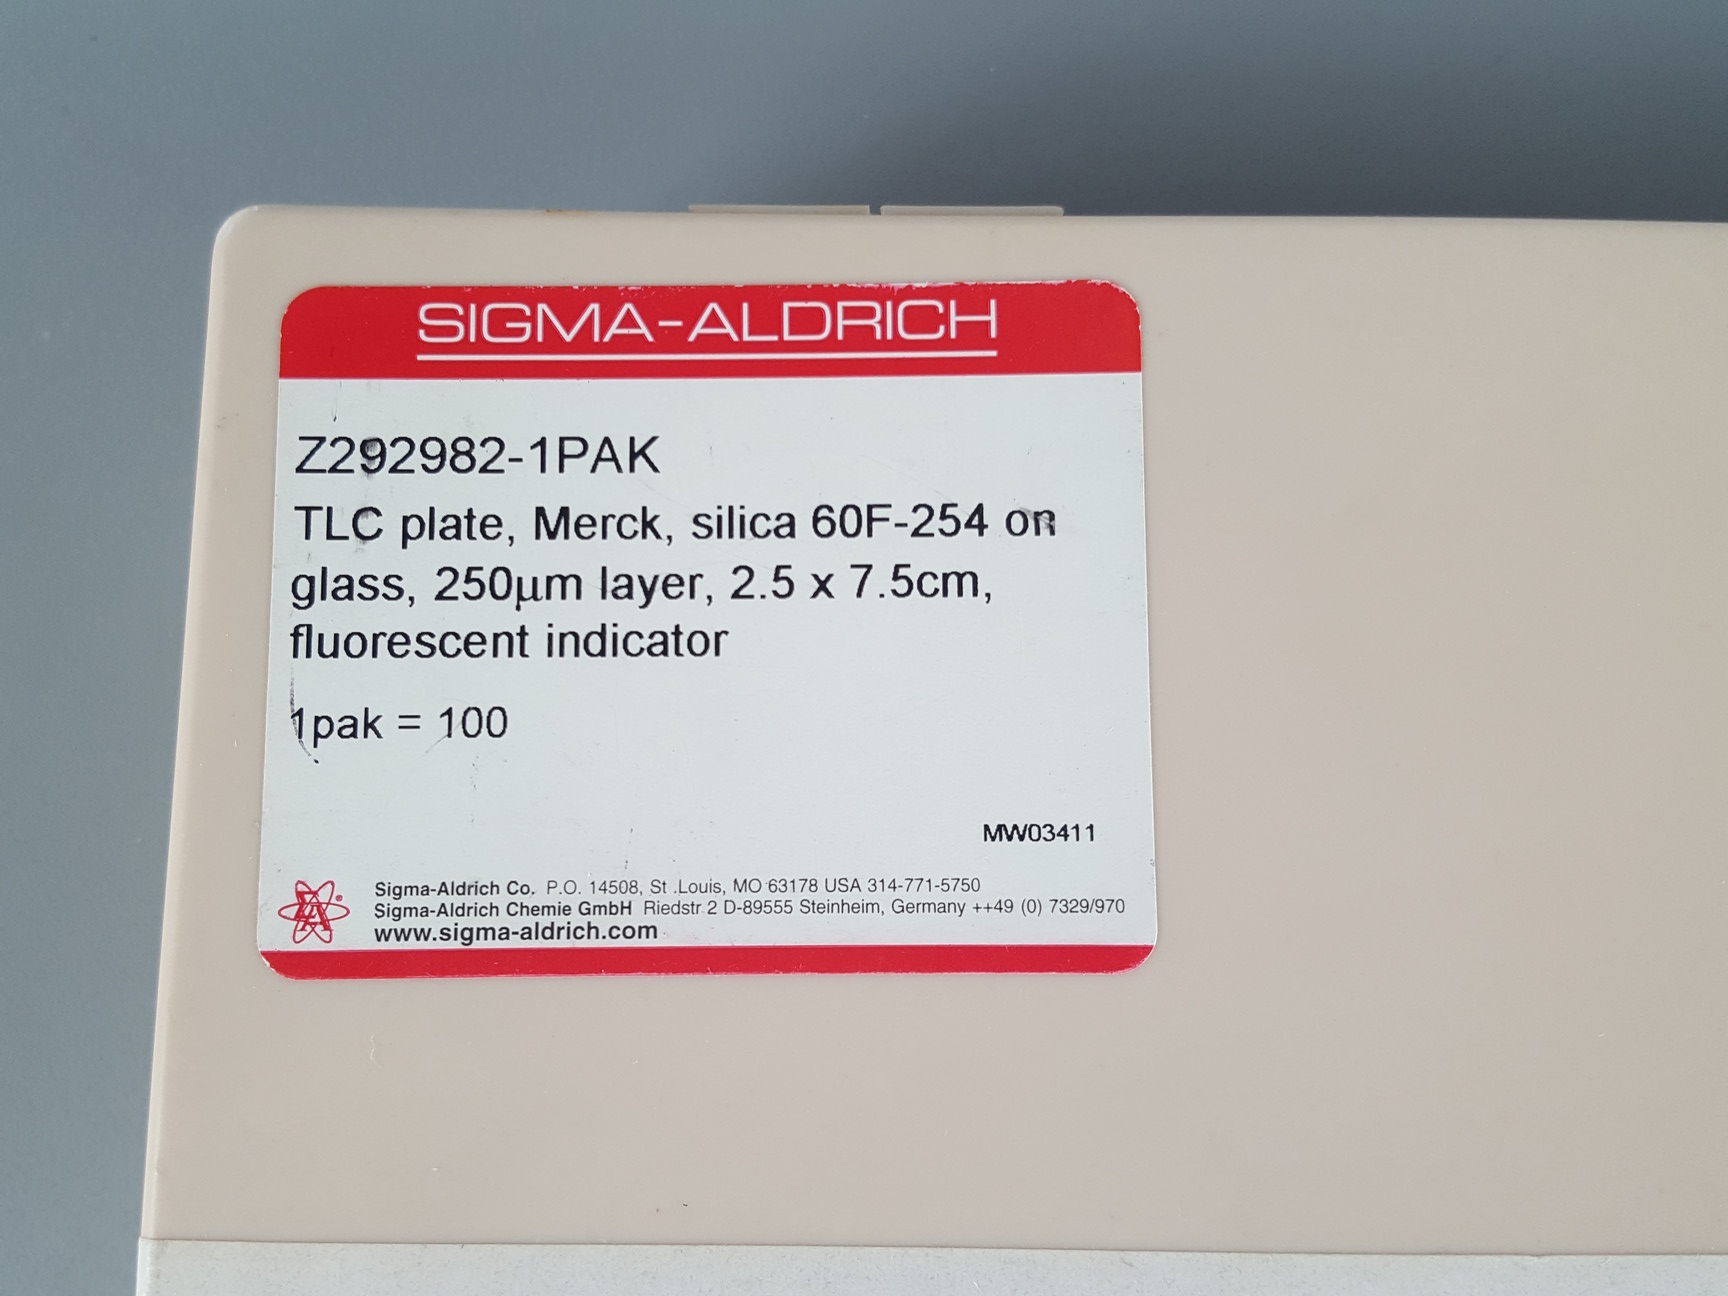 SIGMA-ALDRICH
Z292982-1PAK
TLC plate, Merck, silica 60F-254 on
glass, 250µm layer, 2.5 x 7.5cm,
fluorescent indicator
1pak = 100
MW03411
Sigma-Aldrich Co. P.O. 14508, St .Louis, MO 63178 USA 314-771-5750
Sigma-Aldrich Chemie GmbH Riedstr 2 D-89555 Steinheim, Germany ++49 (0) 7329/970
www.sigma-aldrich.com
ΣA®